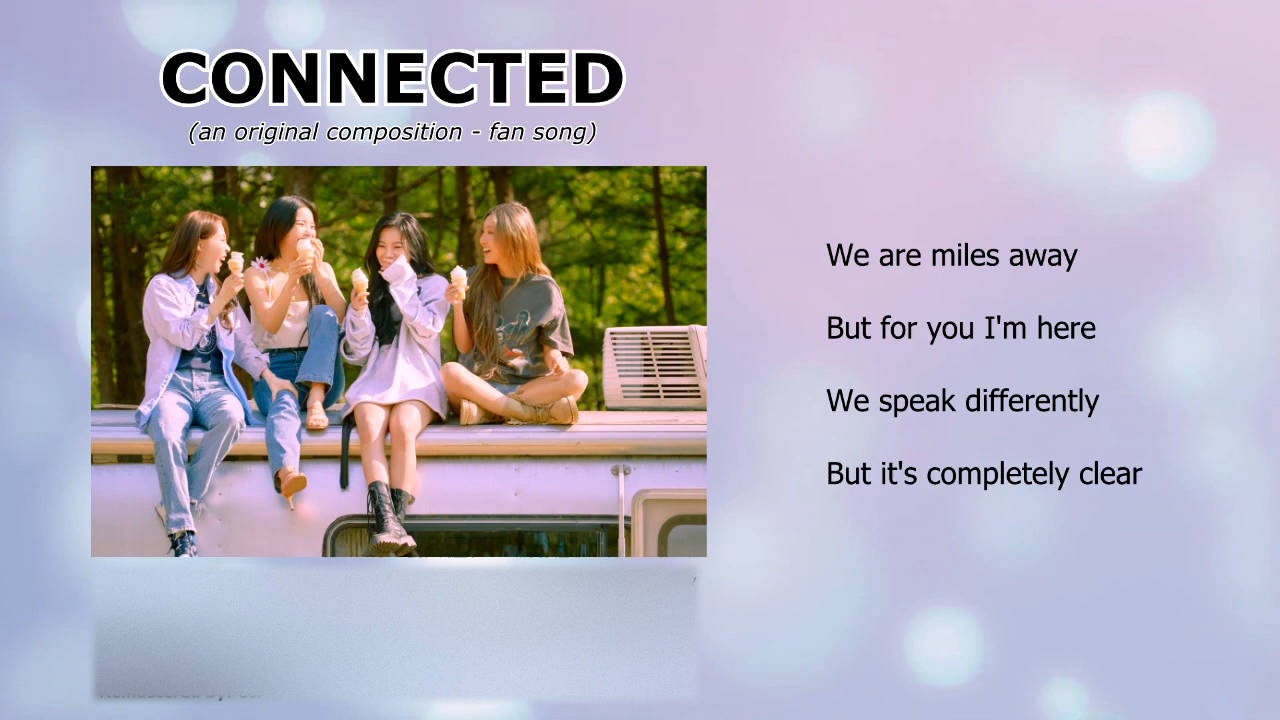 CONNECTED
(an original composition - fan song)
We are miles away
But for you I'm here
We speak differently
But it's completely clear